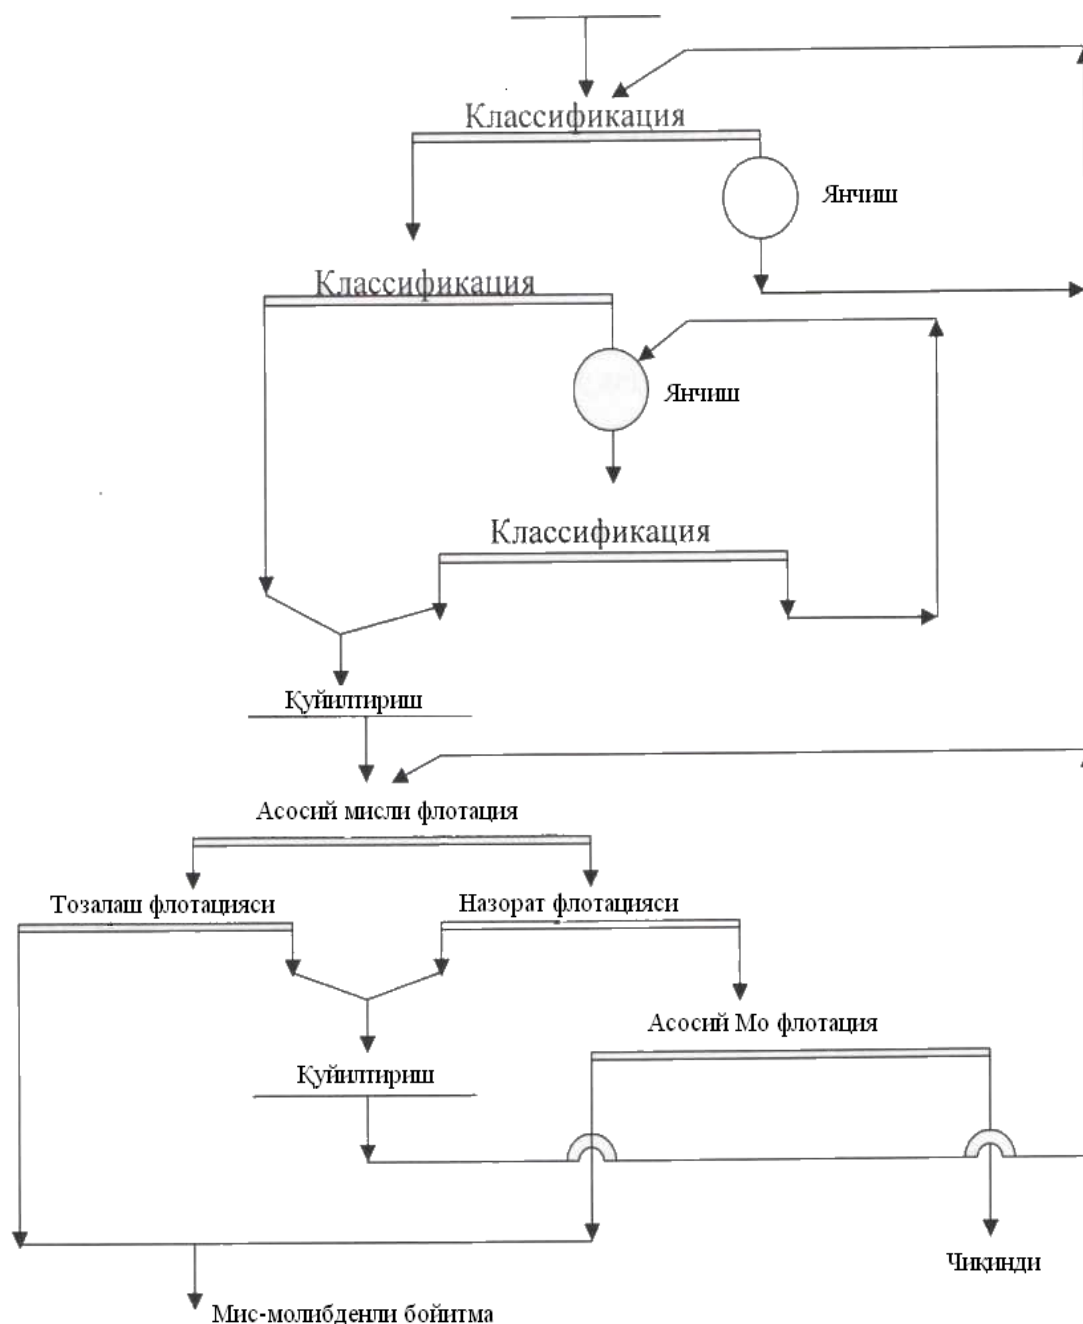 Классификация
Янчиш
Классификация
Янчиш
Классификация
Қуйилтириш
Асосий мисли флотация
Тозалаш флотацияси
Назорат флотацияси
Асосий Мо флотация
Қуйилтириш
Чиқинди
Мис-молибденли бойитма